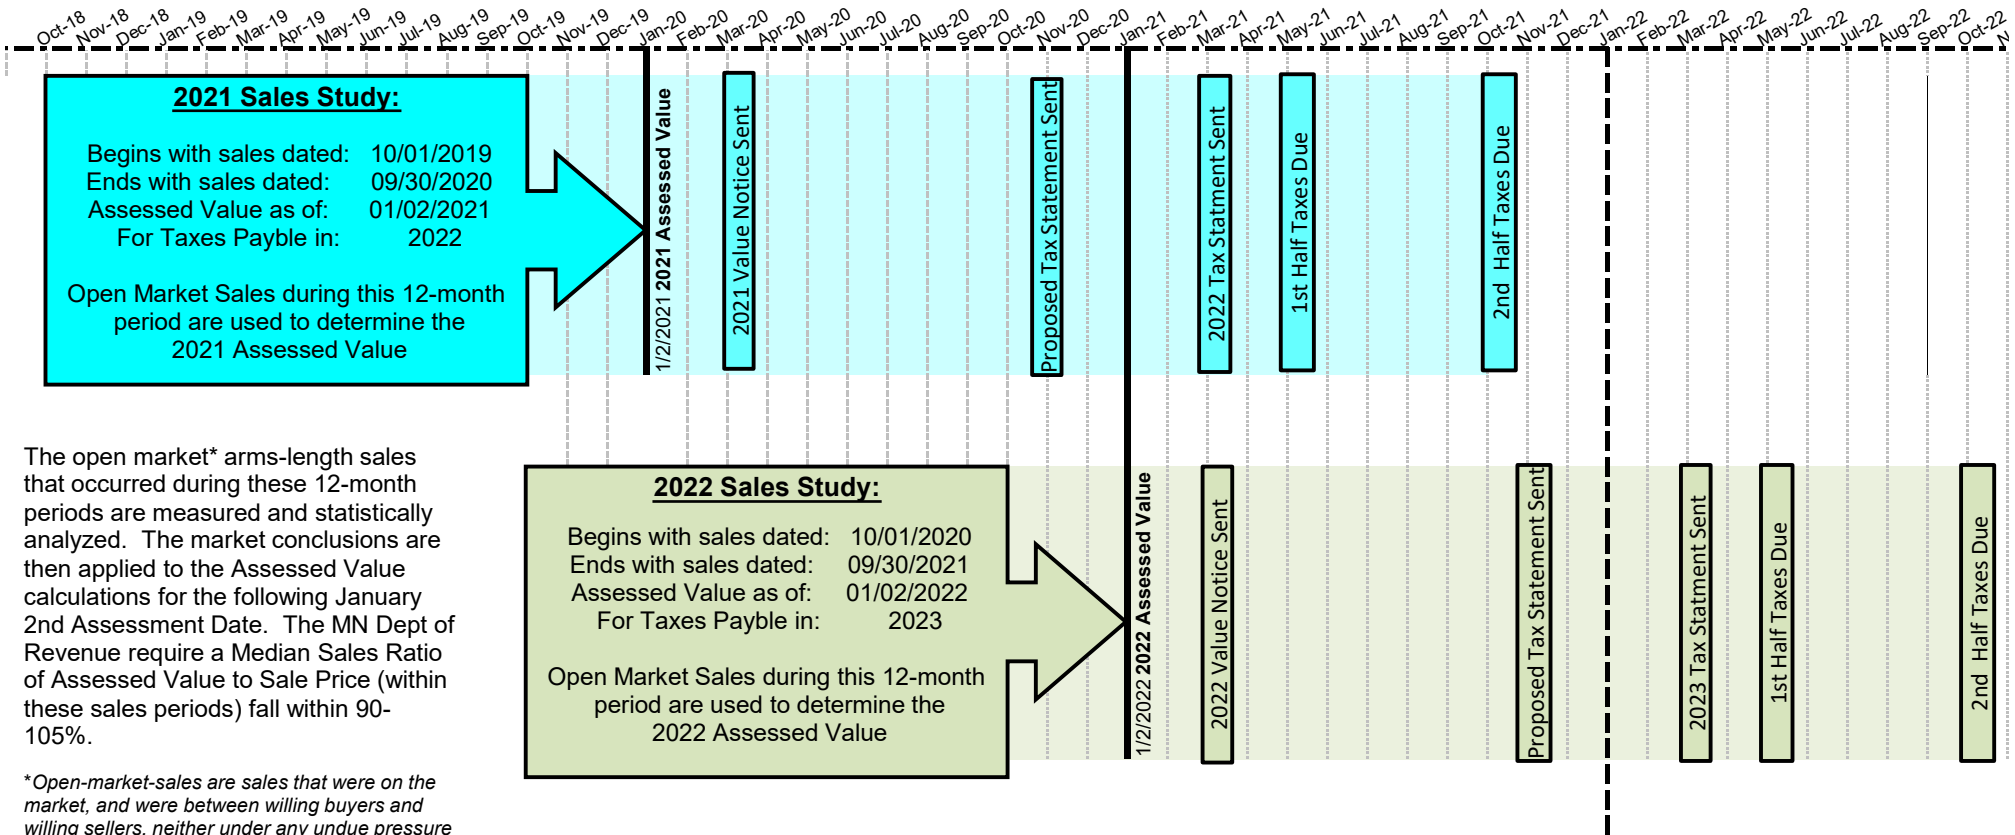 Oct-18 Nov-18 Dec-18 Jan-19 Feb-19 Mar-19 Apr-19 May-19 Jun-19 Jul-19 Aug-19 Sep-19 Oct-19 Nov-19 Dec-19 Jan-20 Feb-20 Mar-20 Apr-20 May-20 Jun-20 Jul-20 Aug-20 Sep-20 Oct-20 Nov-20 Dec-20 Jan-21 Feb-21 Mar-21 Apr-21 May-21 Jun-21 Jul-21 Aug-21 Sep-21 Oct-21 Nov-21 Dec-21 Jan-22 Feb-22 Mar-22 Apr-22 May-22 Jun-22 Jul-22 Aug-22 Sep-22 Oct-22 N
2021 Sales Study:
Begins with sales dated: 10/01/2019
Ends with sales dated: 09/30/2020
Assessed Value as of: 01/02/2021
For Taxes Payble in: 2022
Open Market Sales during this 12-month
period are used to determine the
2021 Assessed Value
1/2/2021 2021 Assessed Value
2021 Value Notice Sent
Proposed Tax Statement Sent
2022 Tax Statment Sent
1st Half Taxes Due
2nd Half Taxes Due
The open market* arms-length sales
that occurred during these 12-month
periods are measured and statistically
analyzed. The market conclusions are
then applied to the Assessed Value
calculations for the following January
2nd Assessment Date. The MN Dept of
Revenue require a Median Sales Ratio
of Assessed Value to Sale Price (within
these sales periods) fall within 90-
105%.
*Open-market-sales are sales that were on the
market, and were between willing buyers and
willing sellers, neither under any undue pressure
2022 Sales Study:
Begins with sales dated: 10/01/2020
Ends with sales dated: 09/30/2021
Assessed Value as of: 01/02/2022
For Taxes Payble in: 2023
Open Market Sales during this 12-month
period are used to determine the
2022 Assessed Value
1/2/2022 2022 Assessed Value
2022 Value Notice Sent
Proposed Tax Statement Sent
2023 Tax Statment Sent
1st Half Taxes Due
2nd Half Taxes Due